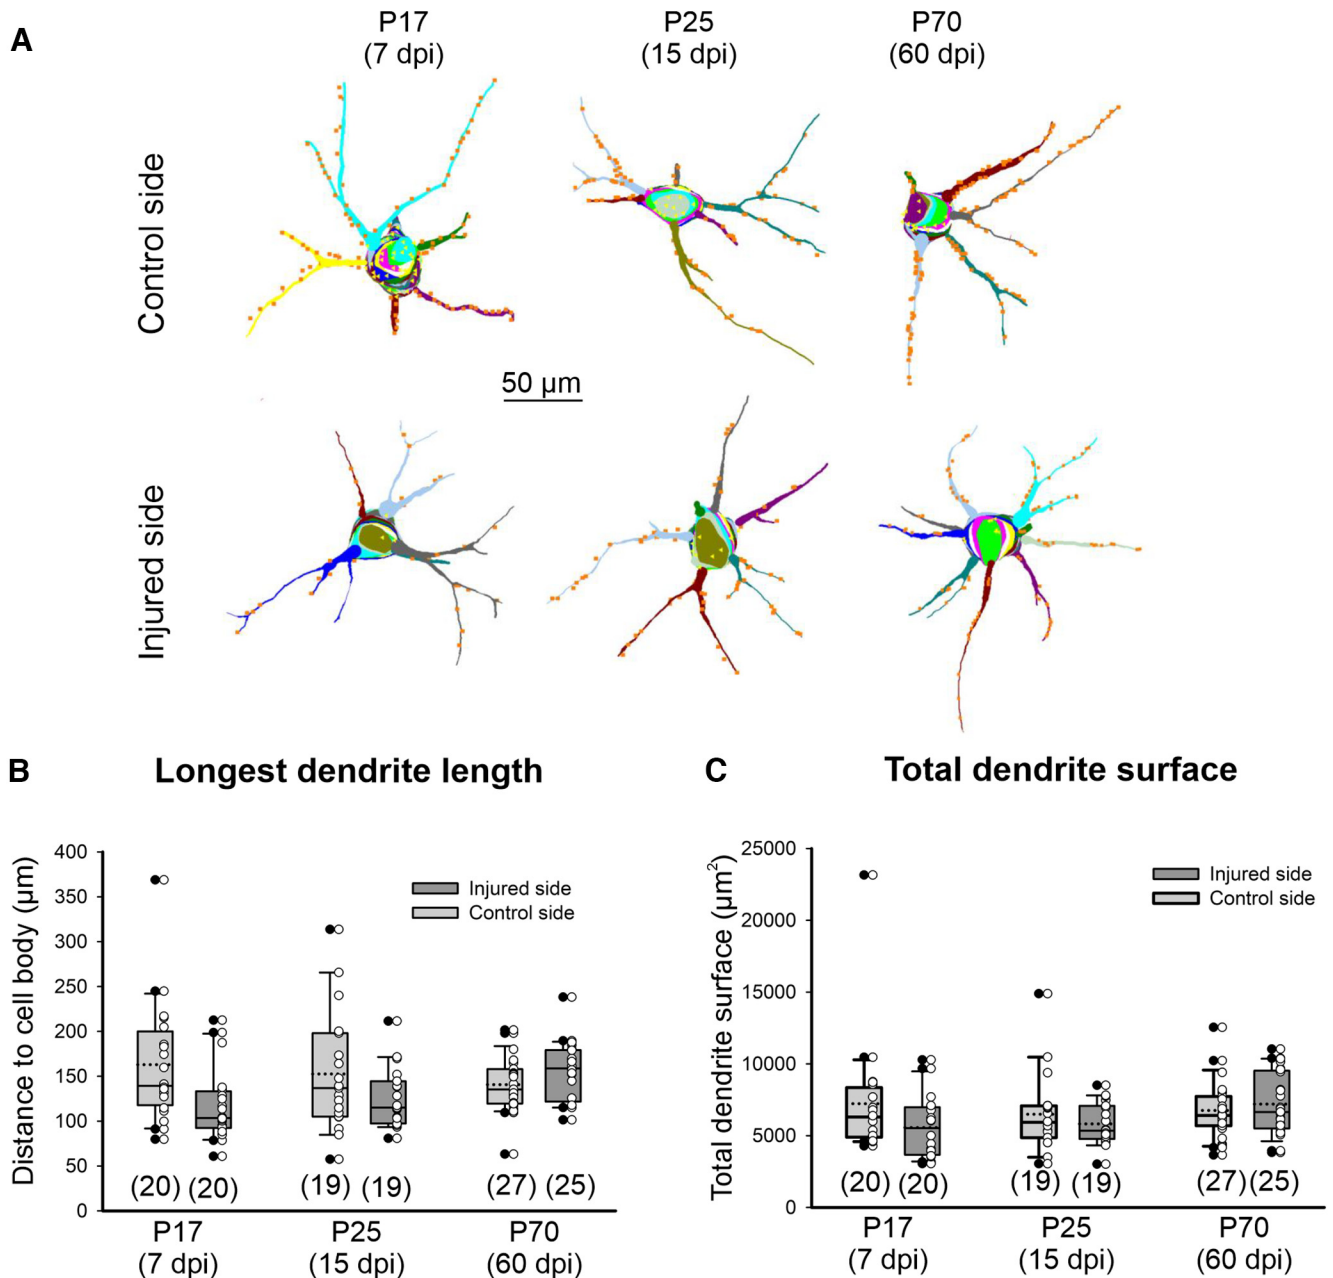 A
P17
(7 dpi)
P25
(15 dpi)
P70
(60 dpi)
Control side
50 µm
Injured side
B
Longest dendrite length
Distance to cell body (µm)
400
350
300
250
200
150
100
50
0
Injured side
Control side
(20) (20)
(19) (19)
(27) (25)
P17
(7 dpi)
P25
(15 dpi)
P70
(60 dpi)
C
Total dendrite surface
Total dendrite surface (µm²)
25000
20000
15000
10000
5000
0
Injured side
Control side
(20) (20)
(19) (19)
(27) (25)
P17
(7 dpi)
P25
(15 dpi)
P70
(60 dpi)